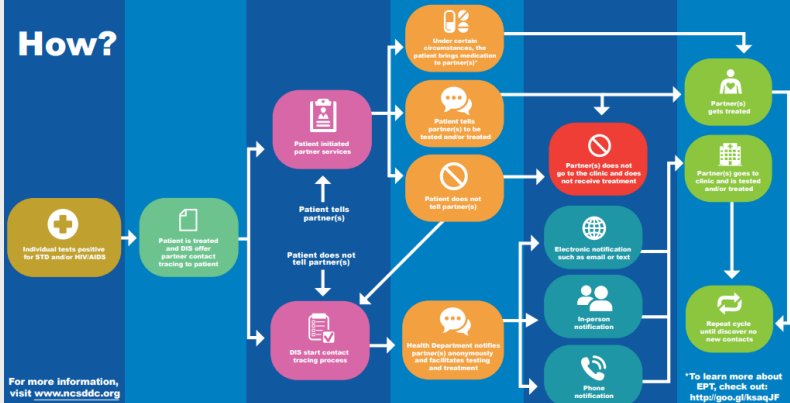 How?
Individual tests positive
for STD and/or HIV/AIDS
Patient is treated
and DIS offer
partner contact
tracing to patient
Patient initiated
partner services
Patient tells
partner(s)
Patient does not
tell partner(s)
DIS start contact
tracing process
Under certain
circumstances, the
patient brings medication
to partner(s)*
Patient tells
partner(s) to be
tested and/or treated
Patient does not
tell partner(s)
Health Department notifies
partner(s) anonymously
and facilitates testing
and treatment
Partner(s) does not
go to the clinic and does
not receive treatment
Electronic notification
such as email or text
In-person
notification
Phone
notification
Partner(s)
gets treated
Partner(s) goes to
clinic and is tested
and/or treated
Repeat cycle
until discover no
new contacts
For more information,
visit www.ncsddc.org
*To learn more about
EPT, check out:
http://goo.gl/ksaqJF